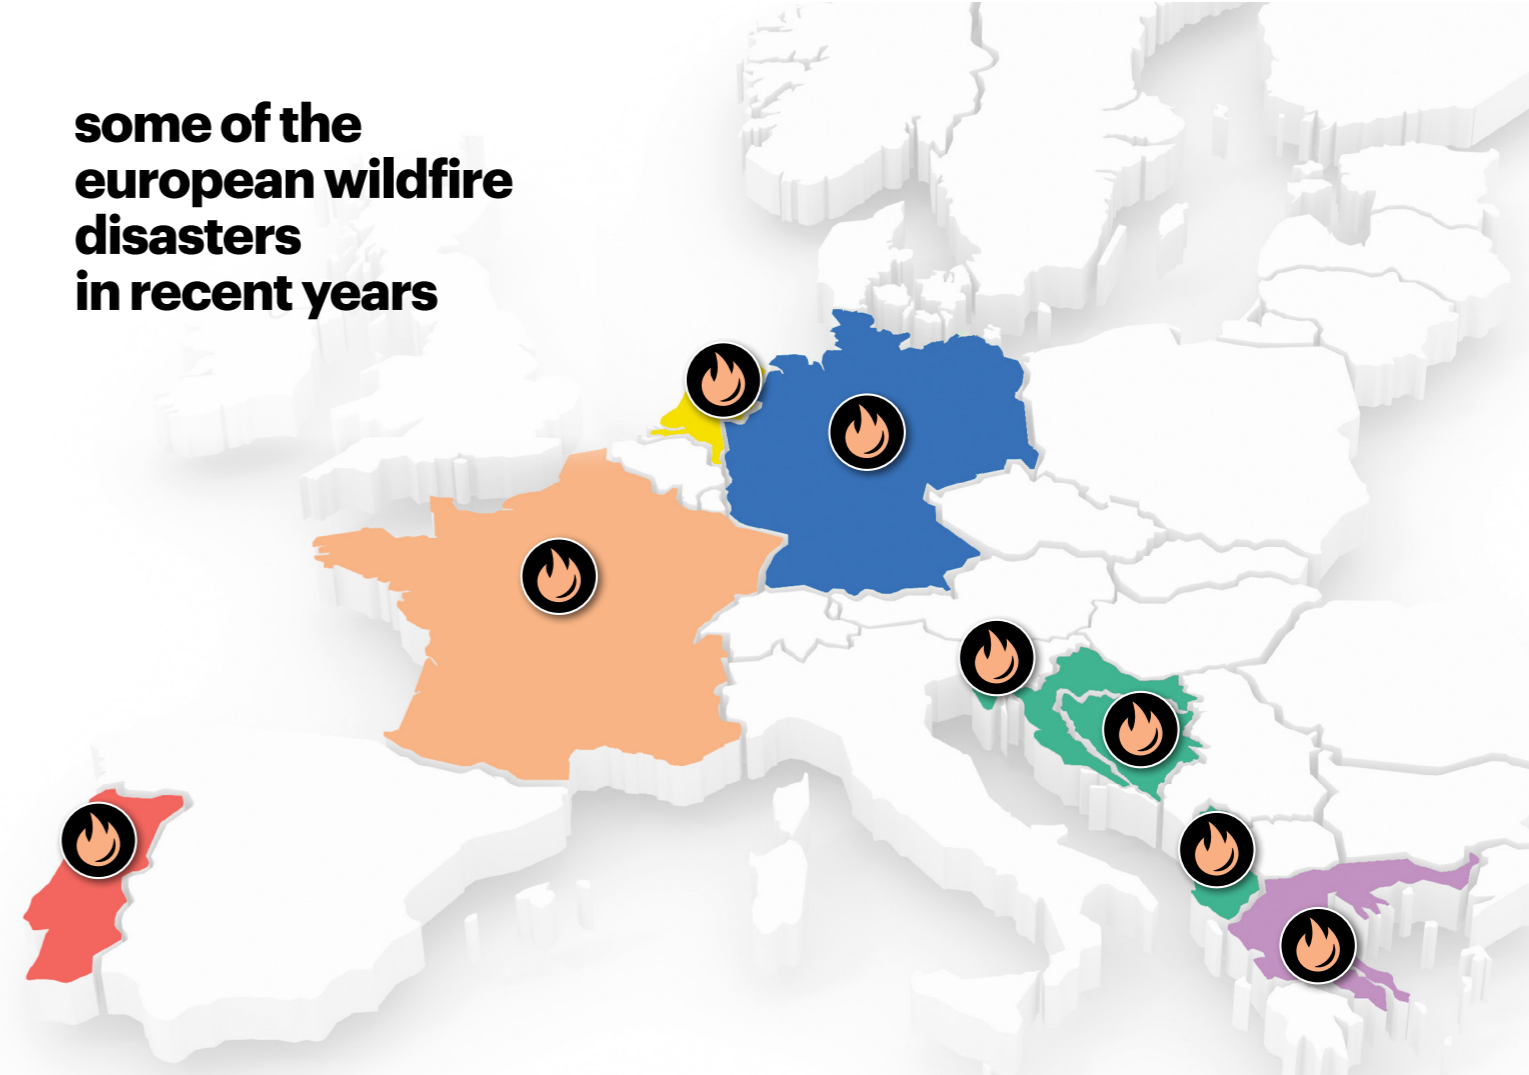 some of the
european wildfire
disasters
in recent years